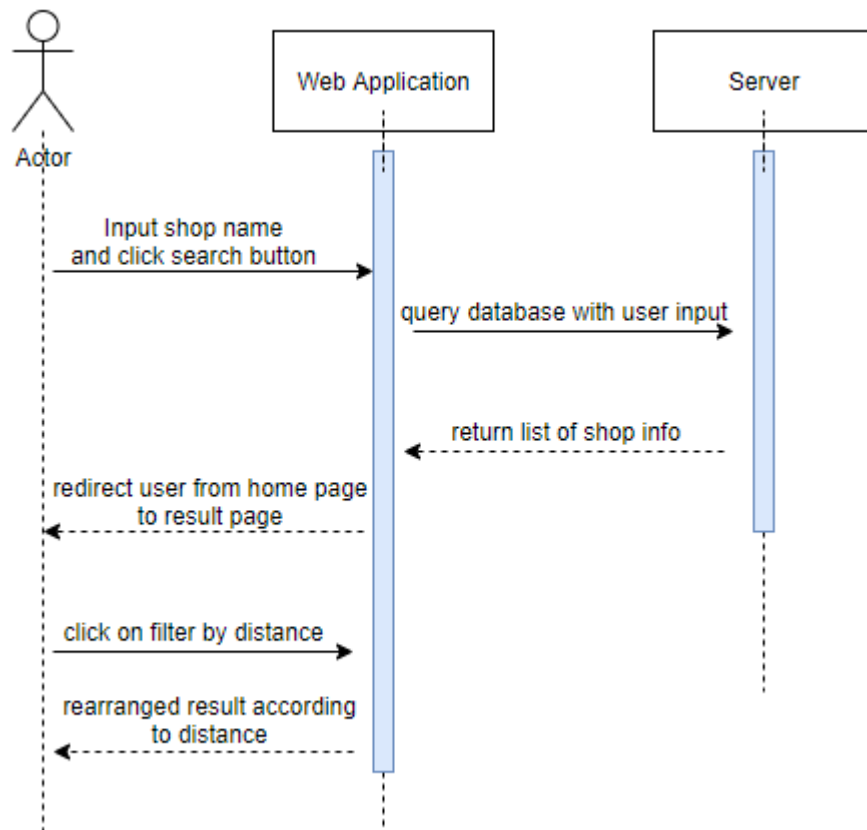 Actor
Web Application
Server
Input shop name
and click search button
query database with user input
return list of shop info
redirect user from home page
to result page
click on filter by distance
rearranged result according
to distance